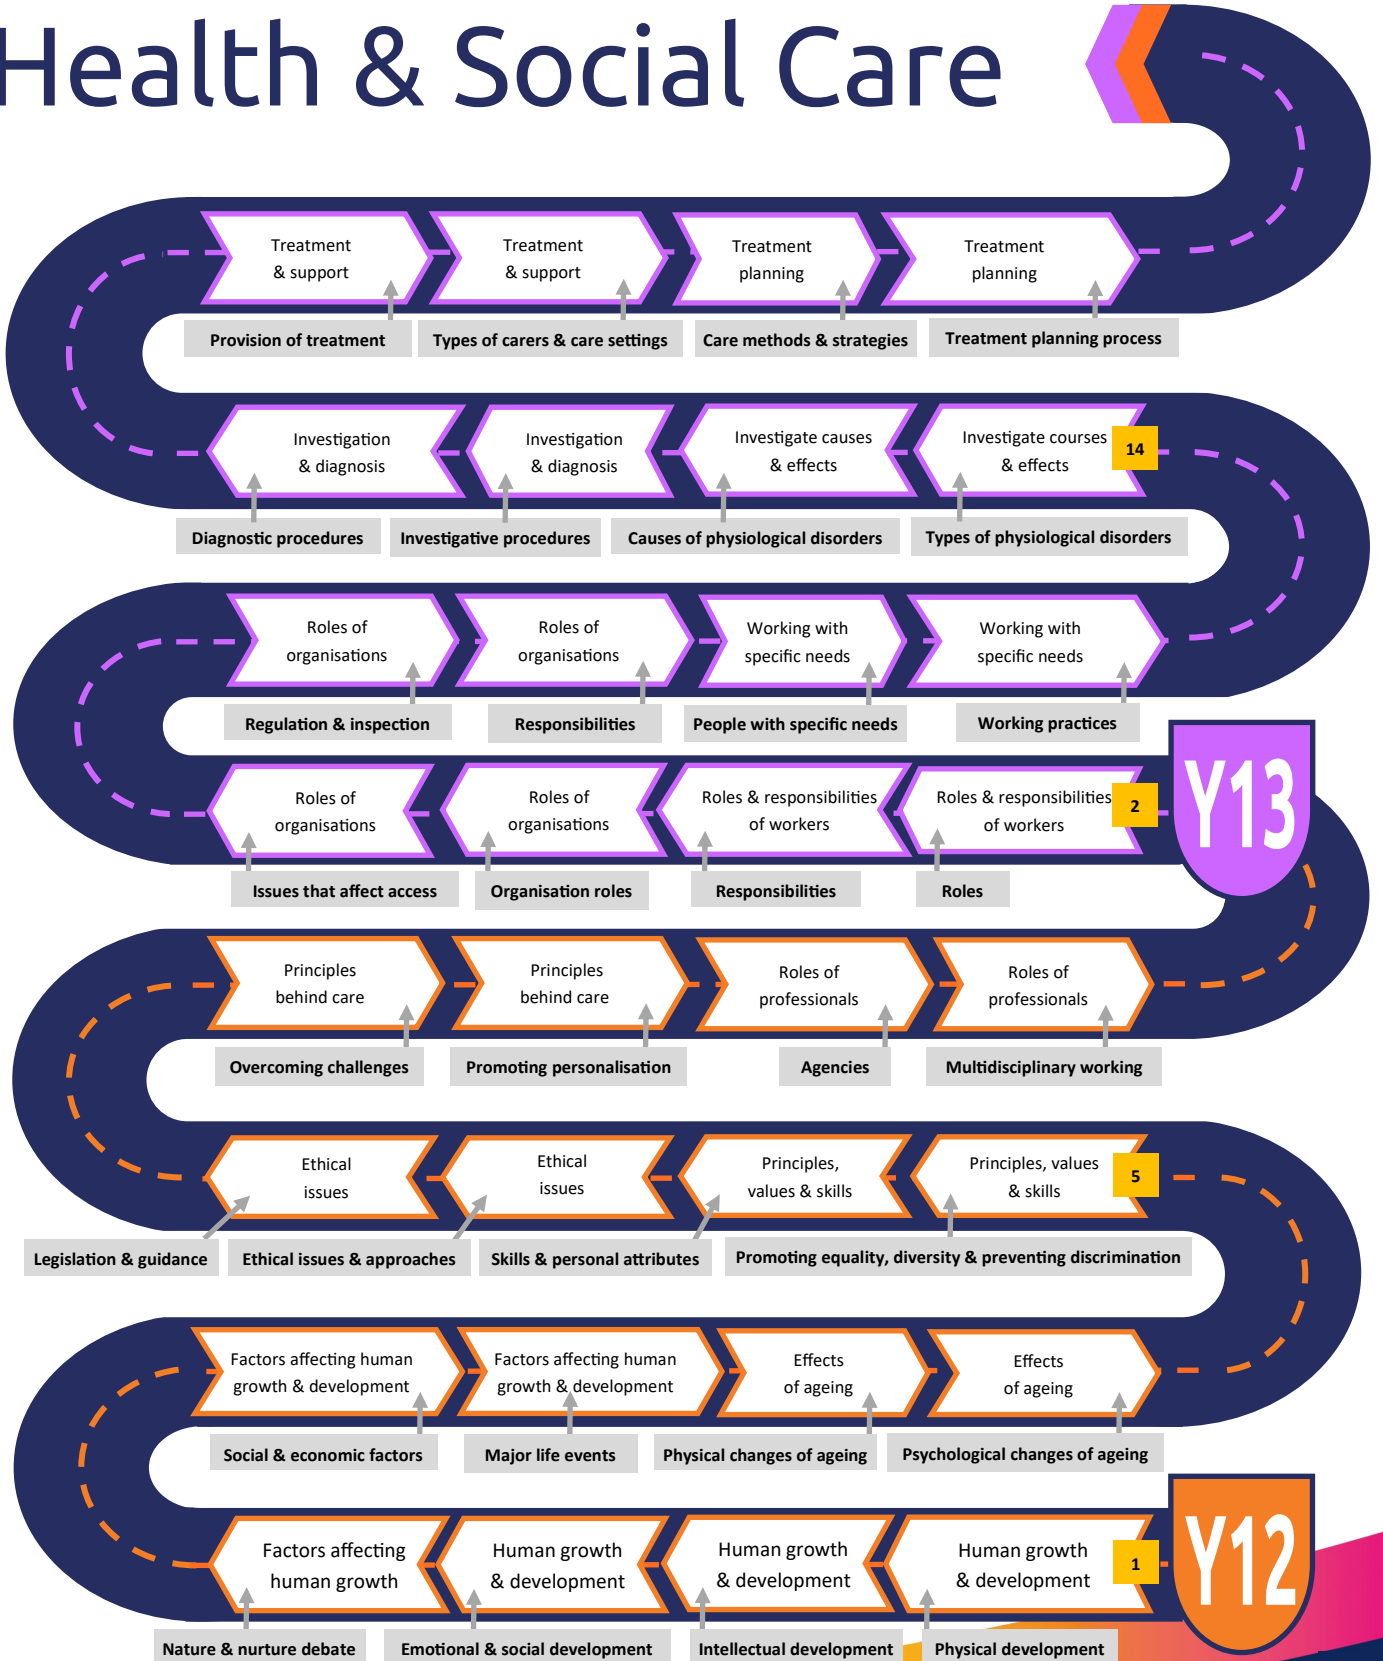 Health & Social Care
Treatment
& support
Treatment
& support
Treatment
planning
Treatment
planning
Provision of treatment
Types of carers & care settings
Care methods & strategies
Treatment planning process
Investigation
& diagnosis
Investigation
& diagnosis
Investigate causes
& effects
Investigate courses
& effects
14
Diagnostic procedures
Investigative procedures
Causes of physiological disorders
Types of physiological disorders
Roles of
organisations
Roles of
organisations
Working with
specific needs
Working with
specific needs
Regulation & inspection
Responsibilities
People with specific needs
Working practices
Y13
Roles of
organisations
Roles of
organisations
Roles & responsibilities
of workers
Roles & responsibilities
of workers
2
Issues that affect access
Organisation roles
Responsibilities
Roles
Principles
behind care
Principles
behind care
Roles of
professionals
Roles of
professionals
Overcoming challenges
Promoting personalisation
Agencies
Multidisciplinary working
Ethical
issues
Ethical
issues
Principles,
values & skills
Principles, values
& skills
5
Legislation & guidance
Ethical issues & approaches
Skills & personal attributes
Promoting equality, diversity & preventing discrimination
Factors affecting human
growth & development
Factors affecting human
growth & development
Effects
of ageing
Effects
of ageing
Social & economic factors
Major life events
Physical changes of ageing
Psychological changes of ageing
Y12
Factors affecting
human growth
Human growth
& development
Human growth
& development
Human growth
& development
1
Nature & nurture debate
Emotional & social development
Intellectual development
Physical development